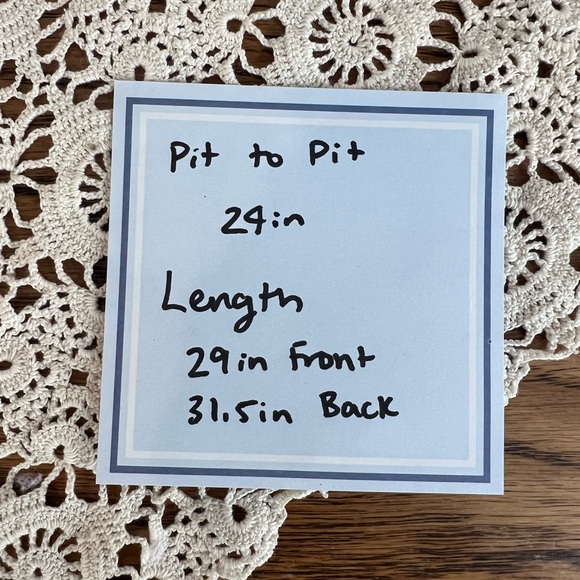 Pit to Pit
24in
Length
29in Front
31.5in Back